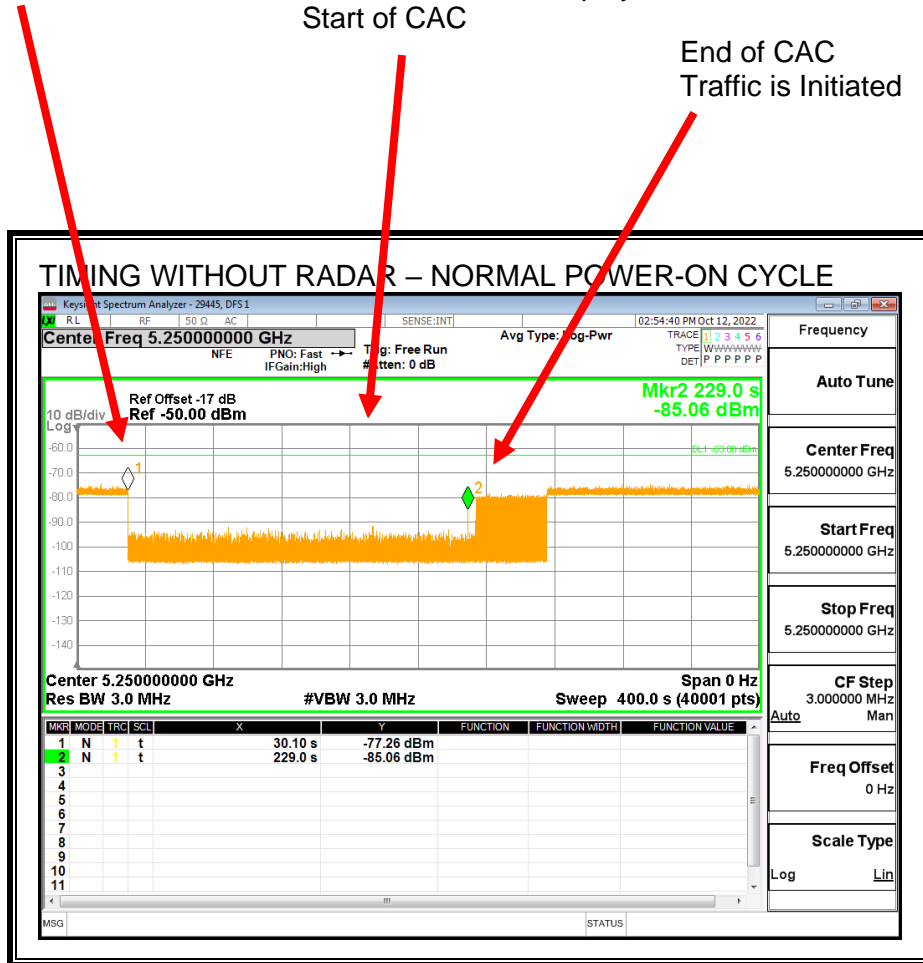 Start of CAC
End of CAC
Traffic is Initiated
TIMING WITHOUT RADAR – NORMAL POWER-ON CYCLE
Keysight Spectrum Analyzer - 29445, DFS 1
RL RF 50 Ω AC SENSE:INT 02:54:40 PM Oct 12, 2022
Center Freq 5.250000000 GHz
NFE PNO: Fast IFGain:High
Trig: Free Run
#Atten: 0 dB
Avg Type: Log-Pwr
TRACE 1 2 3 4 5 6
TYPE WWWWWW
DET P P P P P P
Ref Offset -17 dB
10 dB/div Ref -50.00 dBm
Log
Mkr2 229.0 s
-85.06 dBm
-60.0
DL1 -63.00 dBm
-70.0
1
-80.0
2
-90.0
-100
-110
-120
-130
-140
Center 5.250000000 GHz Span 0 Hz
Res BW 3.0 MHz #VBW 3.0 MHz Sweep 400.0 s (40001 pts)
MKR MODE TRC SCL X Y FUNCTION FUNCTION WIDTH FUNCTION VALUE
1 N 1 t 30.10 s -77.26 dBm
2 N 1 t 229.0 s -85.06 dBm
3
4
5
6
7
8
9
10
11
MSG STATUS
Frequency
Auto Tune
Center Freq
5.250000000 GHz
Start Freq
5.250000000 GHz
Stop Freq
5.250000000 GHz
CF Step
3.000000 MHz
Auto Man
Freq Offset
0 Hz
Scale Type
Log Lin